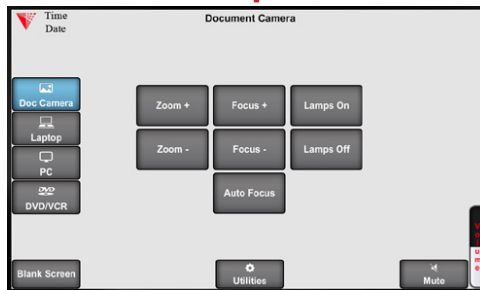 Time
Date
Document Camera
Doc Camera
Laptop
PC
DVD/VCR
Zoom +
Focus +
Lamps On
Zoom -
Focus -
Lamps Off
Auto Focus
Blank Screen
Utilities
Mute